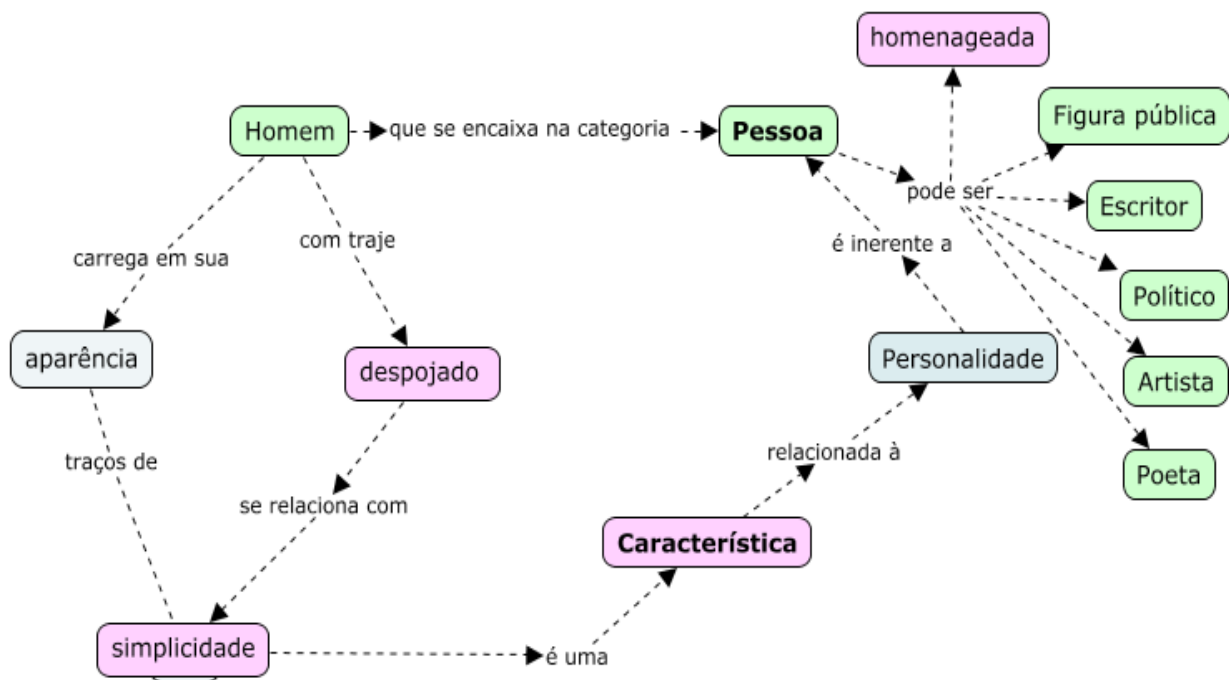 homenageada
Figura pública
Homem
que se encaixa na categoria
Pessoa
pode ser
Escritor
com traje
é inerente a
carrega em sua
Político
aparência
despojado
Personalidade
Artista
traços de
relacionada à
Poeta
se relaciona com
Característica
simplicidade
é uma